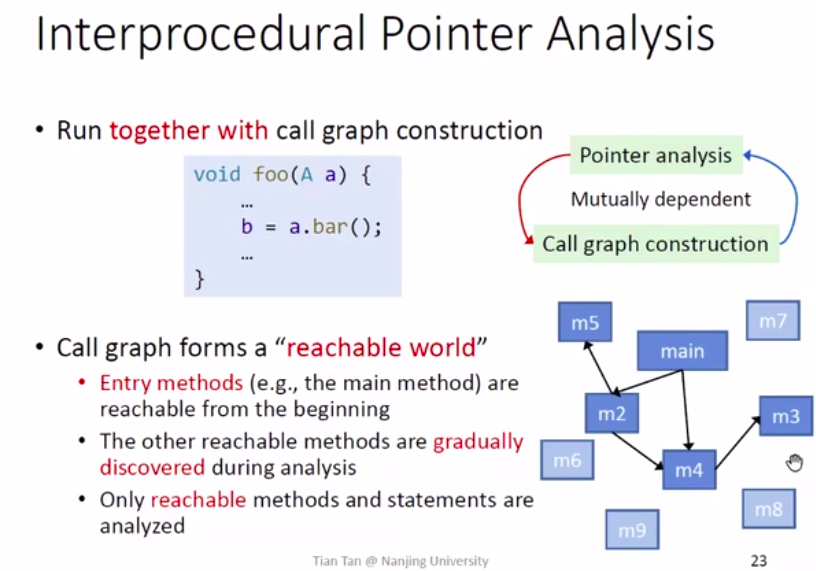 Interprocedural Pointer Analysis
• Run together with call graph construction
void foo(A a) {
…
b = a.bar();
…
}
Pointer analysis
Mutually dependent
Call graph construction
• Call graph forms a “reachable world”
• Entry methods (e.g., the main method) are
reachable from the beginning
• The other reachable methods are gradually
discovered during analysis
• Only reachable methods and statements are
analyzed
m5
m7
main
m2
m3
m6
m4
m8
m9
Tian Tan @ Nanjing University
23